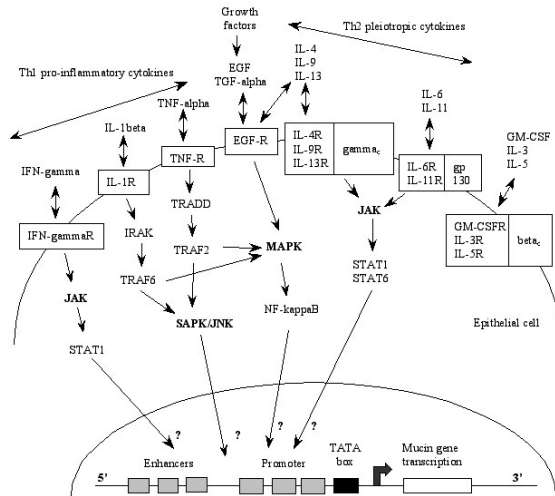 Growth
factors
Th2 pleiotropic cytokines
Th1 pro-inflammatory cytokines
EGF
TGF-alpha
IL-4
IL-9
IL-13
TNF-alpha
IL-1beta
IFN-gamma
IL-6
IL-11
GM-CSF
IL-3
IL-5
EGF-R
TNF-R
IL-1R
IFN-gammaR
IL-4R
IL-9R
IL-13R
gammac
IL-6R
IL-11R
gp
130
GM-CSFR
IL-3R
IL-5R
betac
TRADD
IRAK
TRAF2
MAPK
JAK
TRAF6
JAK
STAT1
STAT6
SAPK/JNK
NF-kappaB
STAT1
Epithelial cell
? ? ? ?
Enhancers
Promoter
TATA
box
Mucin gene
transcription
5'
3'